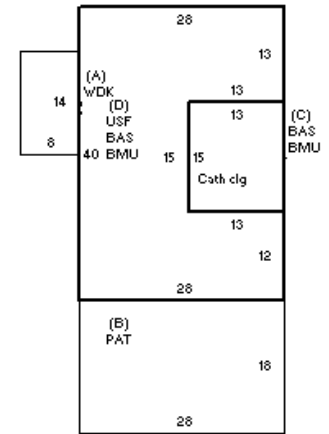 28
13
(A)
WDK
14
(D)
USF
BAS
BMU
13
13
(C)
BAS
BMU
8
40
15
15
Cath clg
13
12
28
(B)
PAT
18
28